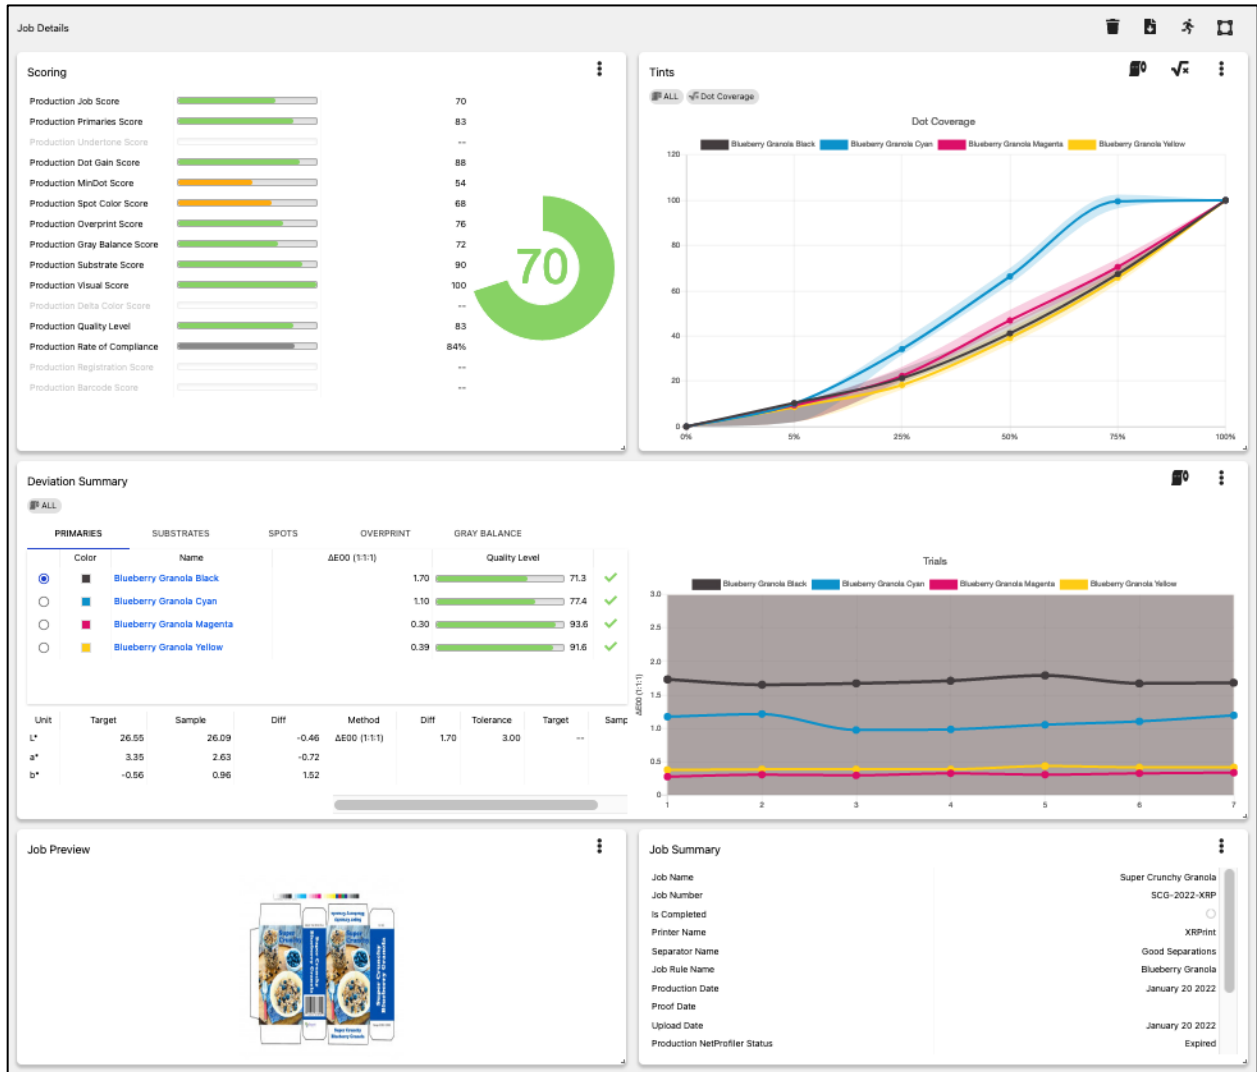 Job Details
Scoring
Production Job Score 70
Production Primaries Score 83
Production Undertone Score --
Production Dot Gain Score 88
Production MinDot Score 54
Production Spot Color Score 68
Production Overprint Score 76
Production Gray Balance Score 72
Production Substrate Score 90
Production Visual Score 100
Production Delta Color Score --
Production Quality Level 83
Production Rate of Compliance 84%
Production Registration Score --
Production Barcode Score --
70
Tints
ALL √x Dot Coverage
Dot Coverage
Blueberry Granola Black Blueberry Granola Cyan Blueberry Granola Magenta Blueberry Granola Yellow
120
100
80
60
40
20
0
0% 5% 25% 50% 75% 100%
Deviation Summary
ALL
PRIMARIES SUBSTRATES SPOTS OVERPRINT GRAY BALANCE
Color Name ΔE00 (1:1:1) Quality Level
Blueberry Granola Black 1.70 71.3
Blueberry Granola Cyan 1.10 77.4
Blueberry Granola Magenta 0.30 93.6
Blueberry Granola Yellow 0.39 91.6
Unit Target Sample Diff Method Diff Tolerance Target Samp
L* 26.55 26.09 -0.46 ΔE00 (1:1:1) 1.70 3.00 --
a* 3.35 2.63 -0.72
b* -0.56 0.96 1.52
Trials
Blueberry Granola Black Blueberry Granola Cyan Blueberry Granola Magenta Blueberry Granola Yellow
ΔE00 (1:1:1)
3.0
2.5
2.0
1.5
1.0
0.5
0
1 2 3 4 5 6 7
Job Preview
Super Crunchy
Blueberry Granola
Job Summary
Job Name Super Crunchy Granola
Job Number SCG-2022-XRP
Is Completed
Printer Name XRPrint
Separator Name Good Separations
Job Rule Name Blueberry Granola
Production Date January 20 2022
Proof Date
Upload Date January 20 2022
Production NetProfiler Status Expired